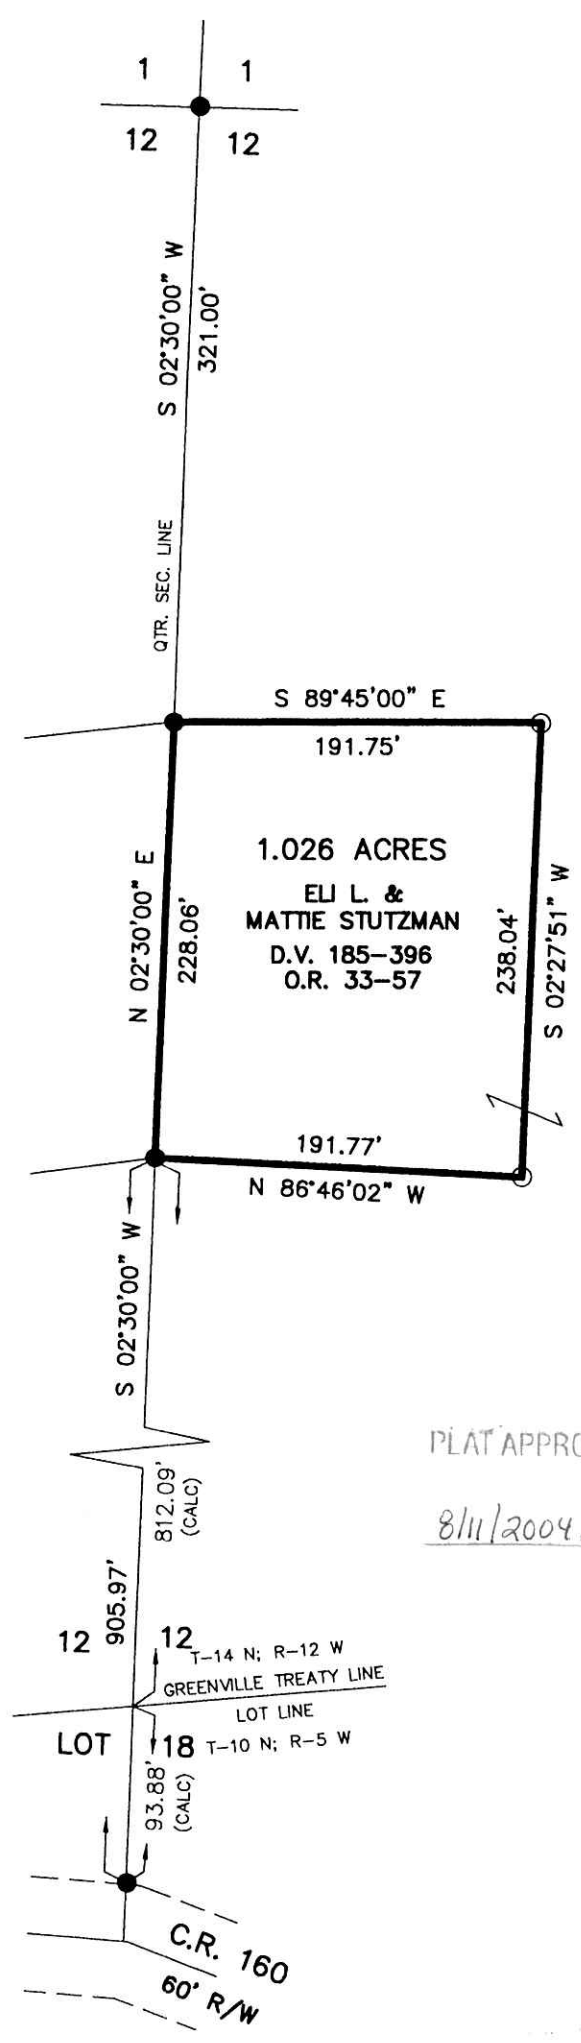 1 1
12 12
S 02°30'00" W
321.00'
QTR. SEC. LINE
S 89°45'00" E
191.75'
1.026 ACRES
ELI L. &
MATTIE STUTZMAN
D.V. 185-396
O.R. 33-57
N 02°30'00" E
228.06'
238.04'
S 02°27'51" W
191.77'
N 86°46'02" W
S 02°30'00" W
PLAT APPRO
8/11/2004
812.09'
(CALC)
905.97'
12 12
T-14 N; R-12 W
GREENVILLE TREATY LINE
LOT LINE
LOT 18 T-10 N; R-5 W
93.88'
(CALC)
C.R. 160
60' R/W